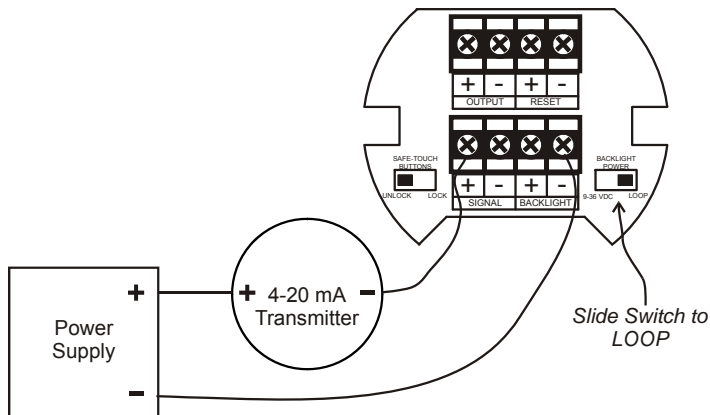 + - + -
OUTPUT RESET
SAFE-TOUCH
BUTTONS
UNLOCK LOCK
+ - + -
SIGNAL BACKLIGHT
BACKLIGHT
POWER
9-36 VDC LOOP
+
Power
Supply
-
+ 4-20 mA -
Transmitter
Slide Switch to
LOOP